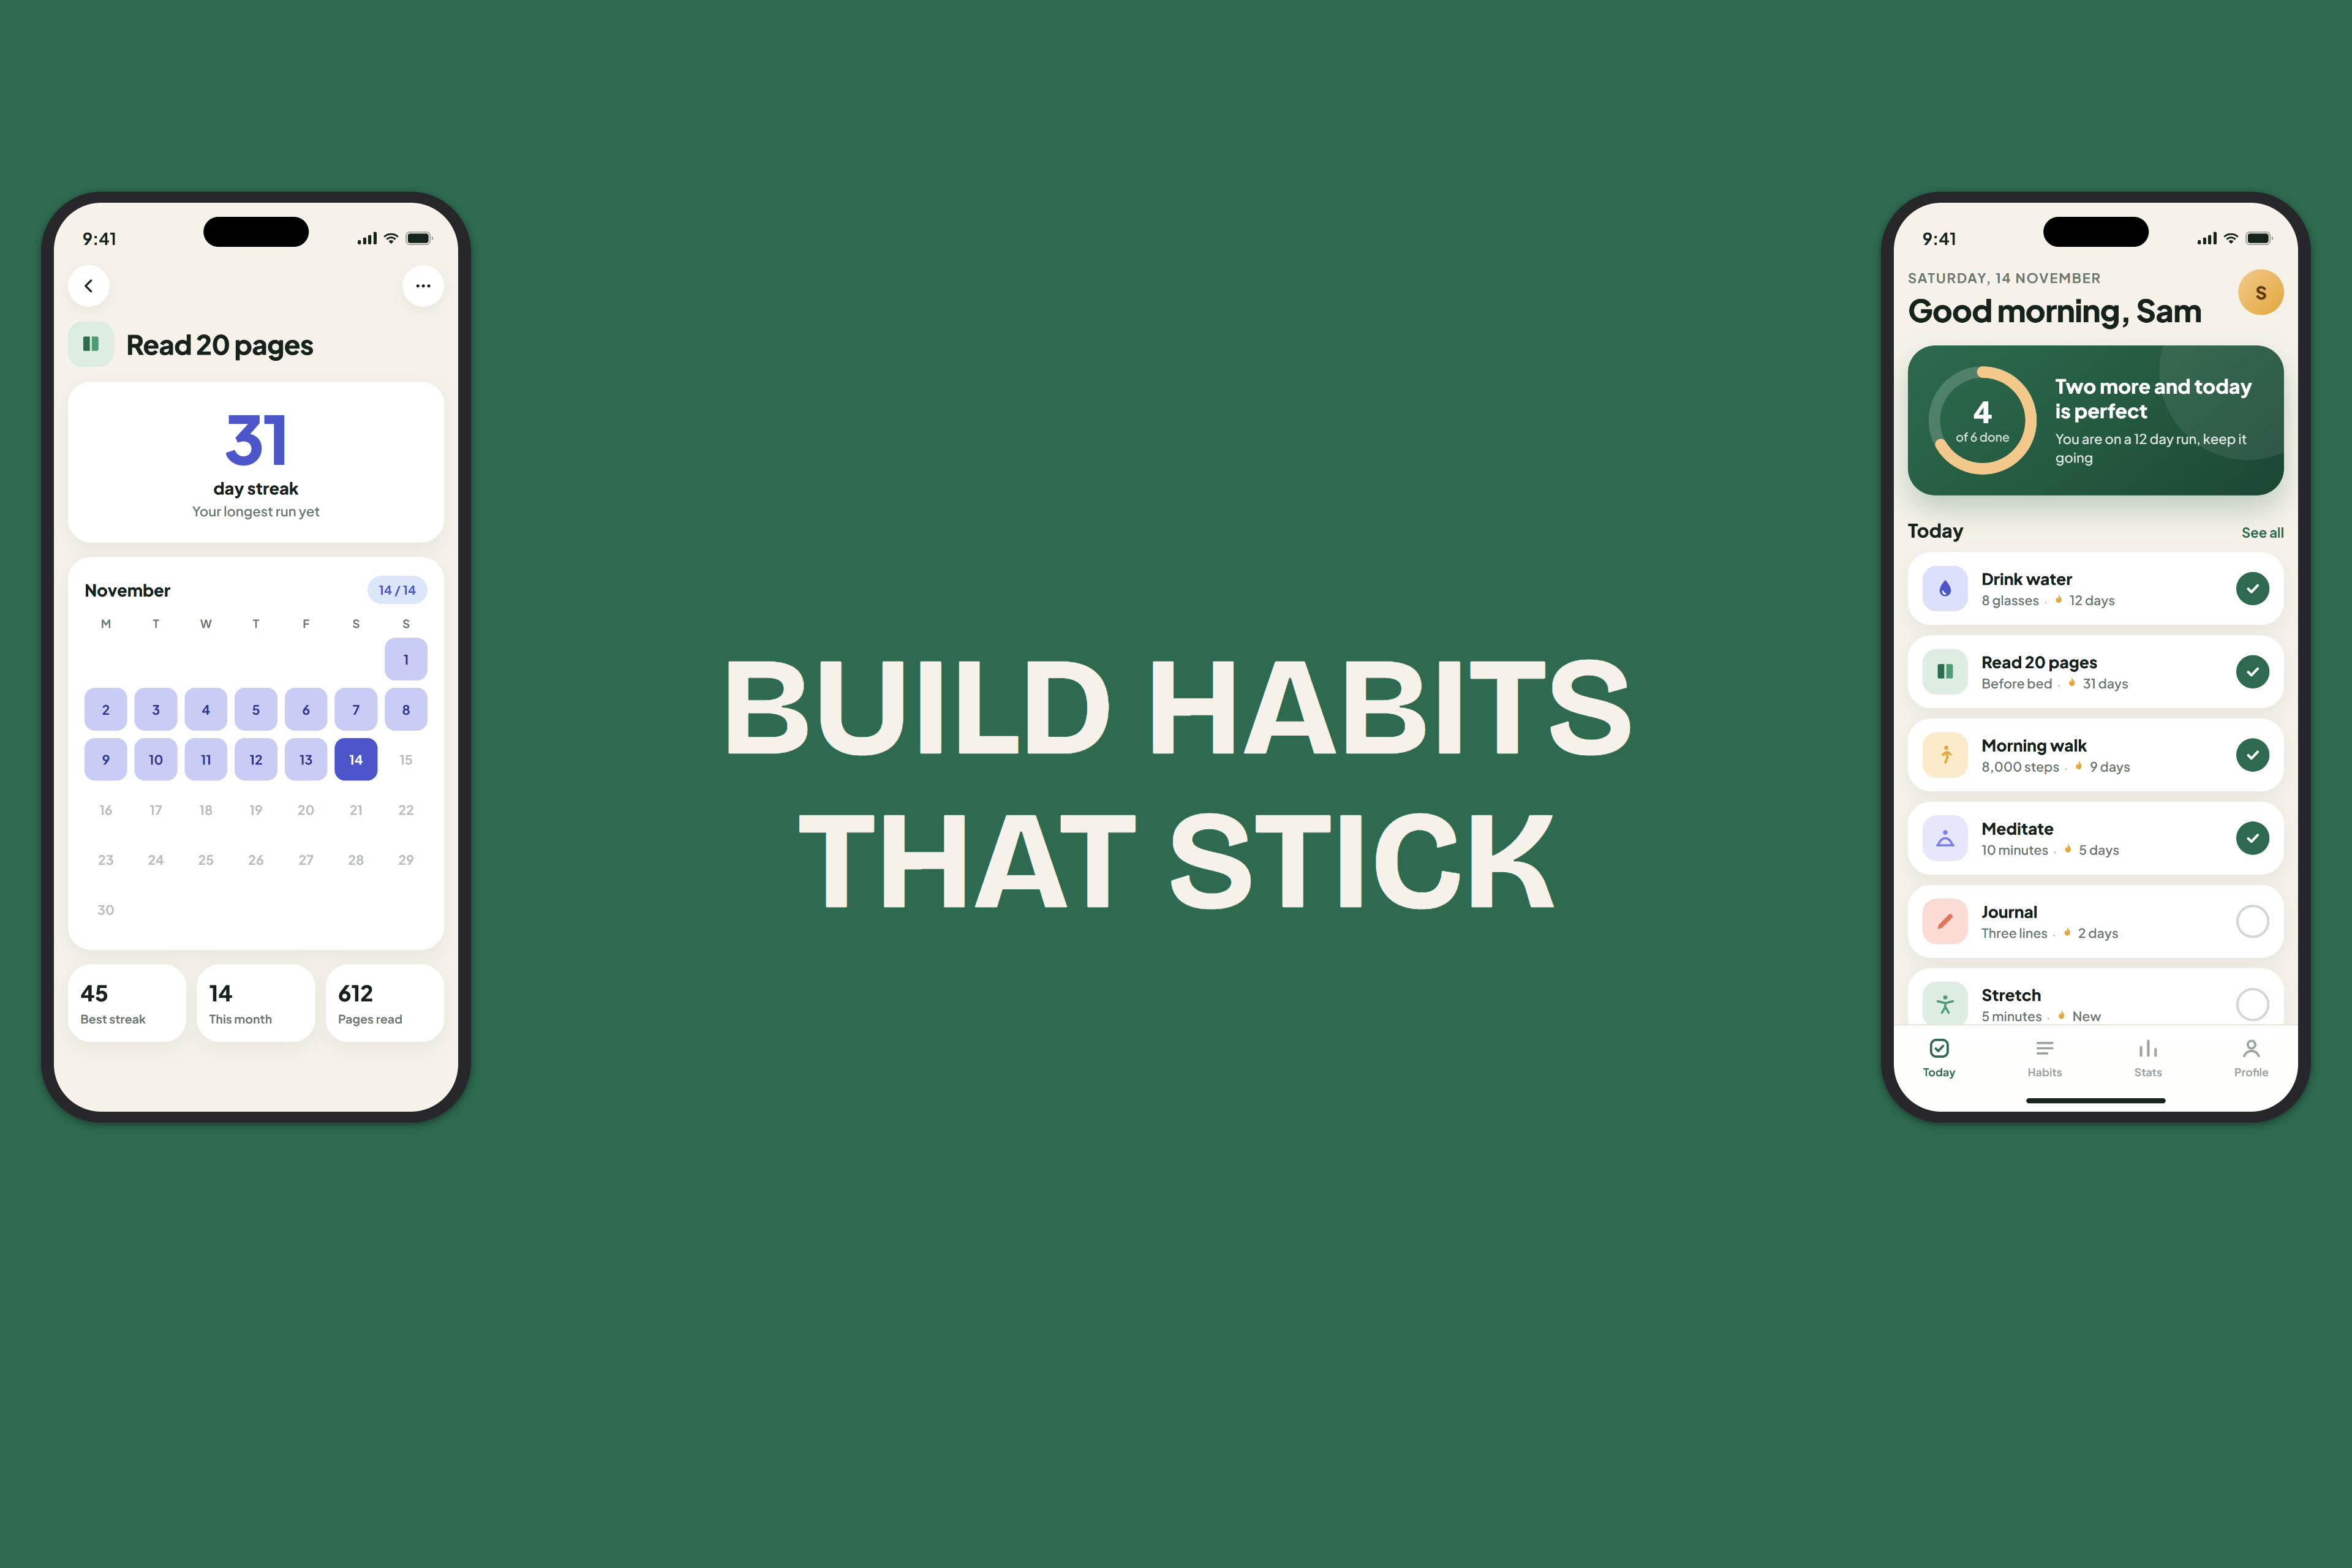 9:41
Read 20 pages
31
day streak
Your longest run yet
November
14 / 14
M T W T F S S
1
2 3 4 5 6 7 8
9 10 11 12 13 14 15
16 17 18 19 20 21 22
23 24 25 26 27 28 29
30
45
Best streak
14
This month
612
Pages read
BUILD HABITS
THAT STICK
9:41
SATURDAY, 14 NOVEMBER
Good morning, Sam
S
4
of 6 done
Two more and today
is perfect
You are on a 12 day run, keep it
going
Today
See all
Drink water
8 glasses · 12 days
Read 20 pages
Before bed · 31 days
Morning walk
8,000 steps · 9 days
Meditate
10 minutes · 5 days
Journal
Three lines · 2 days
Stretch
5 minutes · New
Today
Habits
Stats
Profile